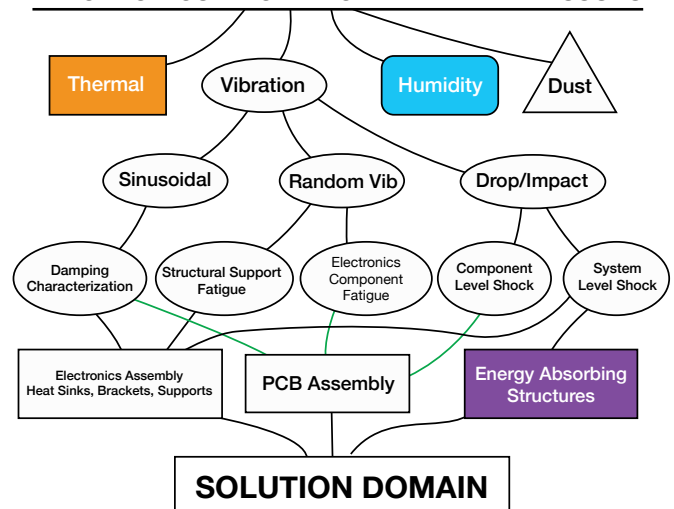 Thermal
Vibration
Humidity
Dust
Sinusoidal
Random Vib
Drop/Impact
Damping
Characterization
Structural Support
Fatigue
Electronics
Component
Fatigue
Component
Level Shock
System
Level Shock
Electronics Assembly
Heat Sinks, Brackets, Supports
PCB Assembly
Energy Absorbing
Structures
SOLUTION DOMAIN